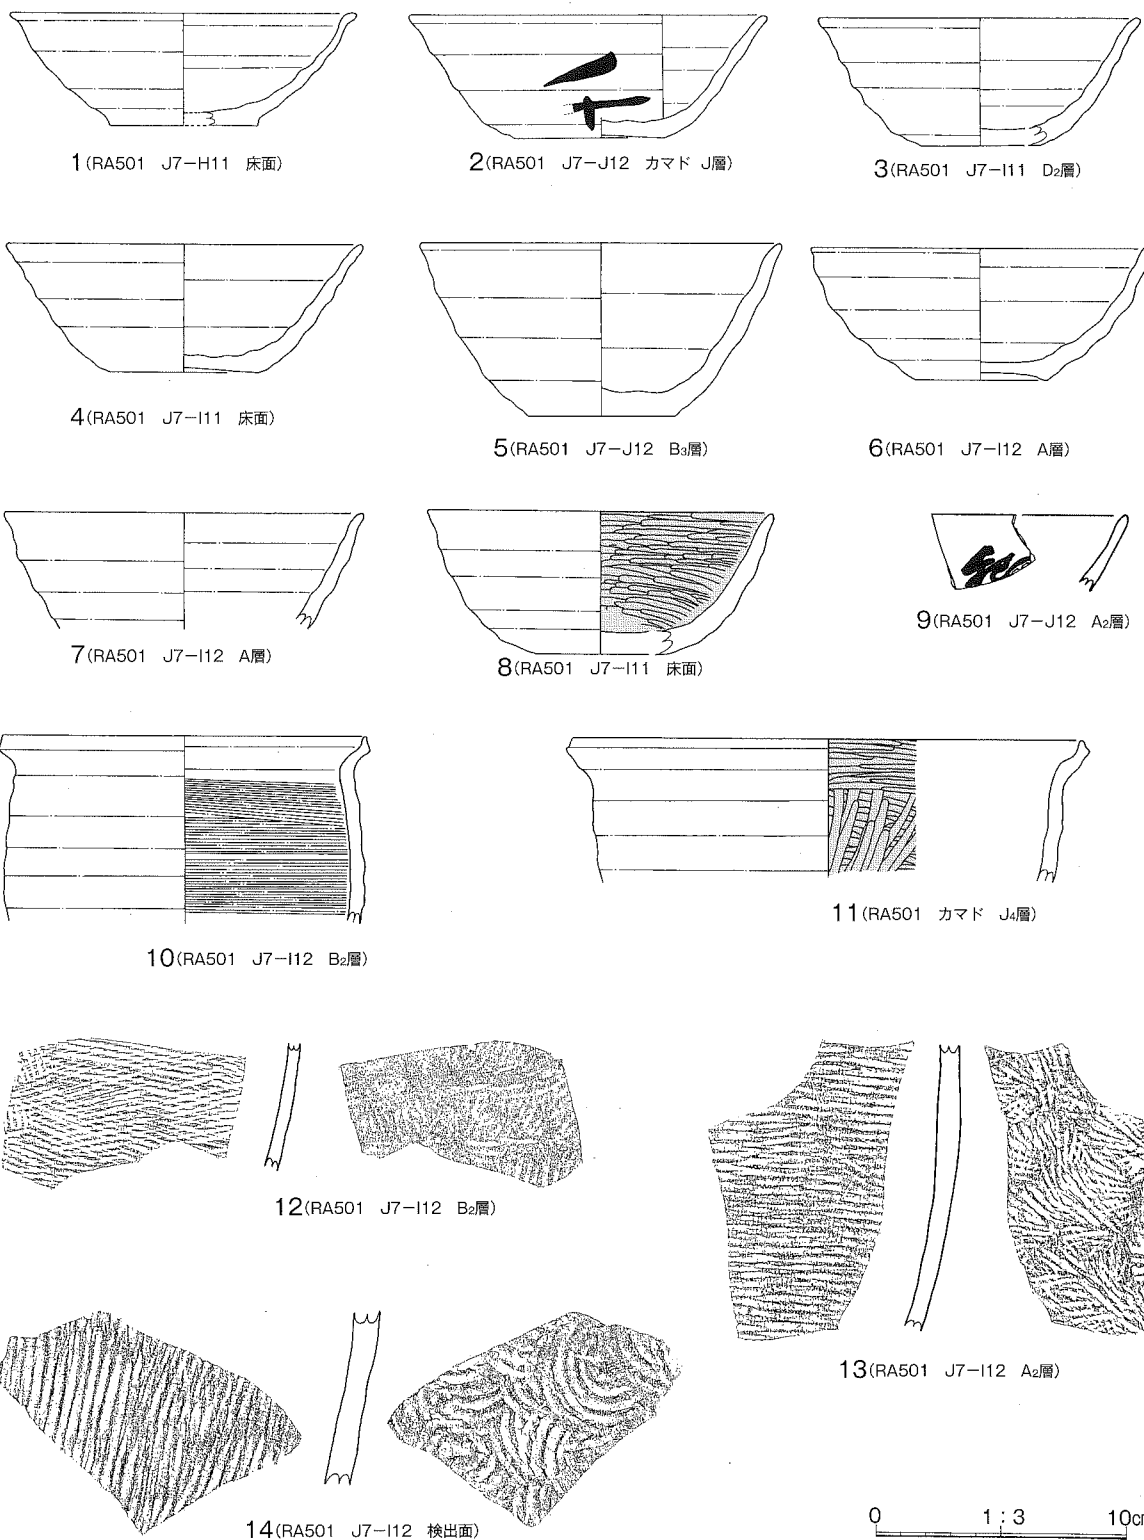 1(RA501 J7-H11 床面)
2(RA501 J7-J12 カマド J層)
3(RA501 J7-I11 D₂層)
4(RA501 J7-I11 床面)
5(RA501 J7-J12 B₃層)
6(RA501 J7-I12 A層)
7(RA501 J7-I12 A層)
8(RA501 J7-I11 床面)
9(RA501 J7-J12 A₂層)
10(RA501 J7-I12 B₂層)
11(RA501 カマド J₄層)
12(RA501 J7-I12 B₂層)
13(RA501 J7-I12 A₂層)
14(RA501 J7-I12 検出面)
0 1:3 10c